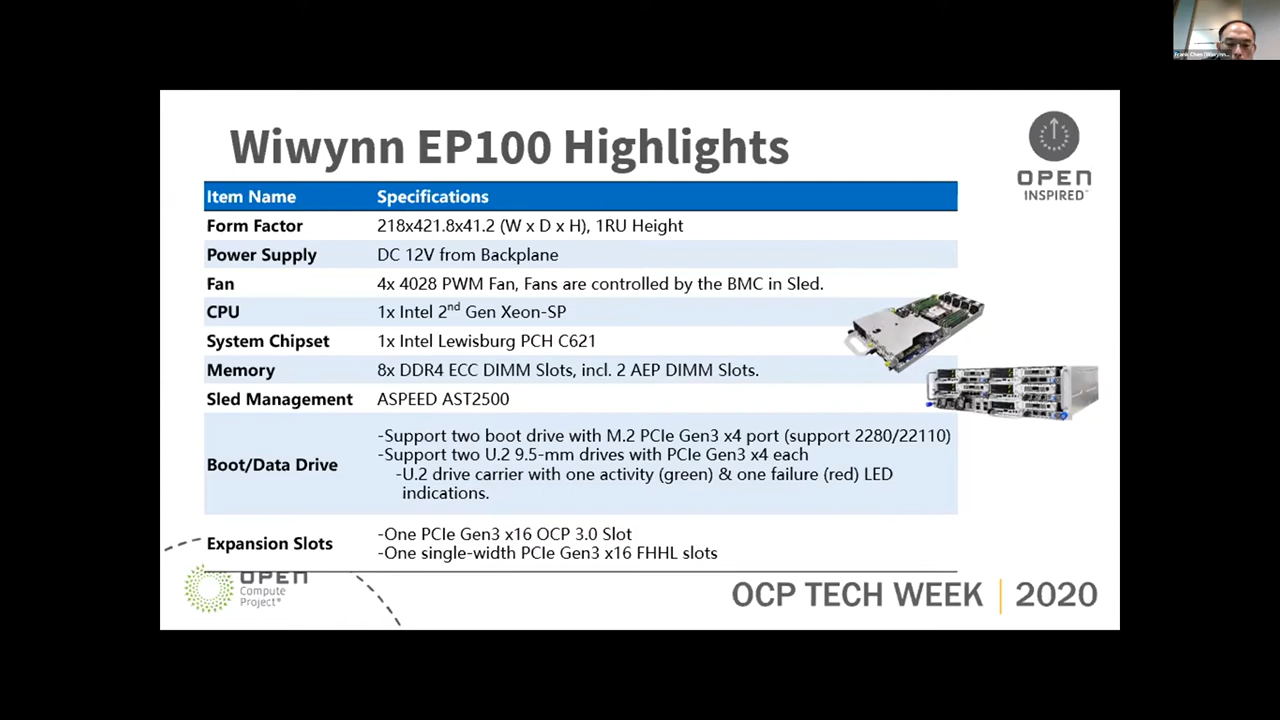 Frank Chen (Wiwynn...
Wiwynn EP100 Highlights
OPEN
INSPIRED™
Item Name Specifications
Form Factor 218x421.8x41.2 (W x D x H), 1RU Height
Power Supply DC 12V from Backplane
Fan 4x 4028 PWM Fan, Fans are controlled by the BMC in Sled.
CPU 1x Intel 2nd Gen Xeon-SP
System Chipset 1x Intel Lewisburg PCH C621
Memory 8x DDR4 ECC DIMM Slots, incl. 2 AEP DIMM Slots.
Sled Management ASPEED AST2500
Boot/Data Drive
-Support two boot drive with M.2 PCIe Gen3 x4 port (support 2280/22110)
-Support two U.2 9.5-mm drives with PCIe Gen3 x4 each
-U.2 drive carrier with one activity (green) & one failure (red) LED
indications.
Expansion Slots
-One PCIe Gen3 x16 OCP 3.0 Slot
-One single-width PCIe Gen3 x16 FHHL slots
OPEN
Compute
Project®
OCP TECH WEEK | 2020